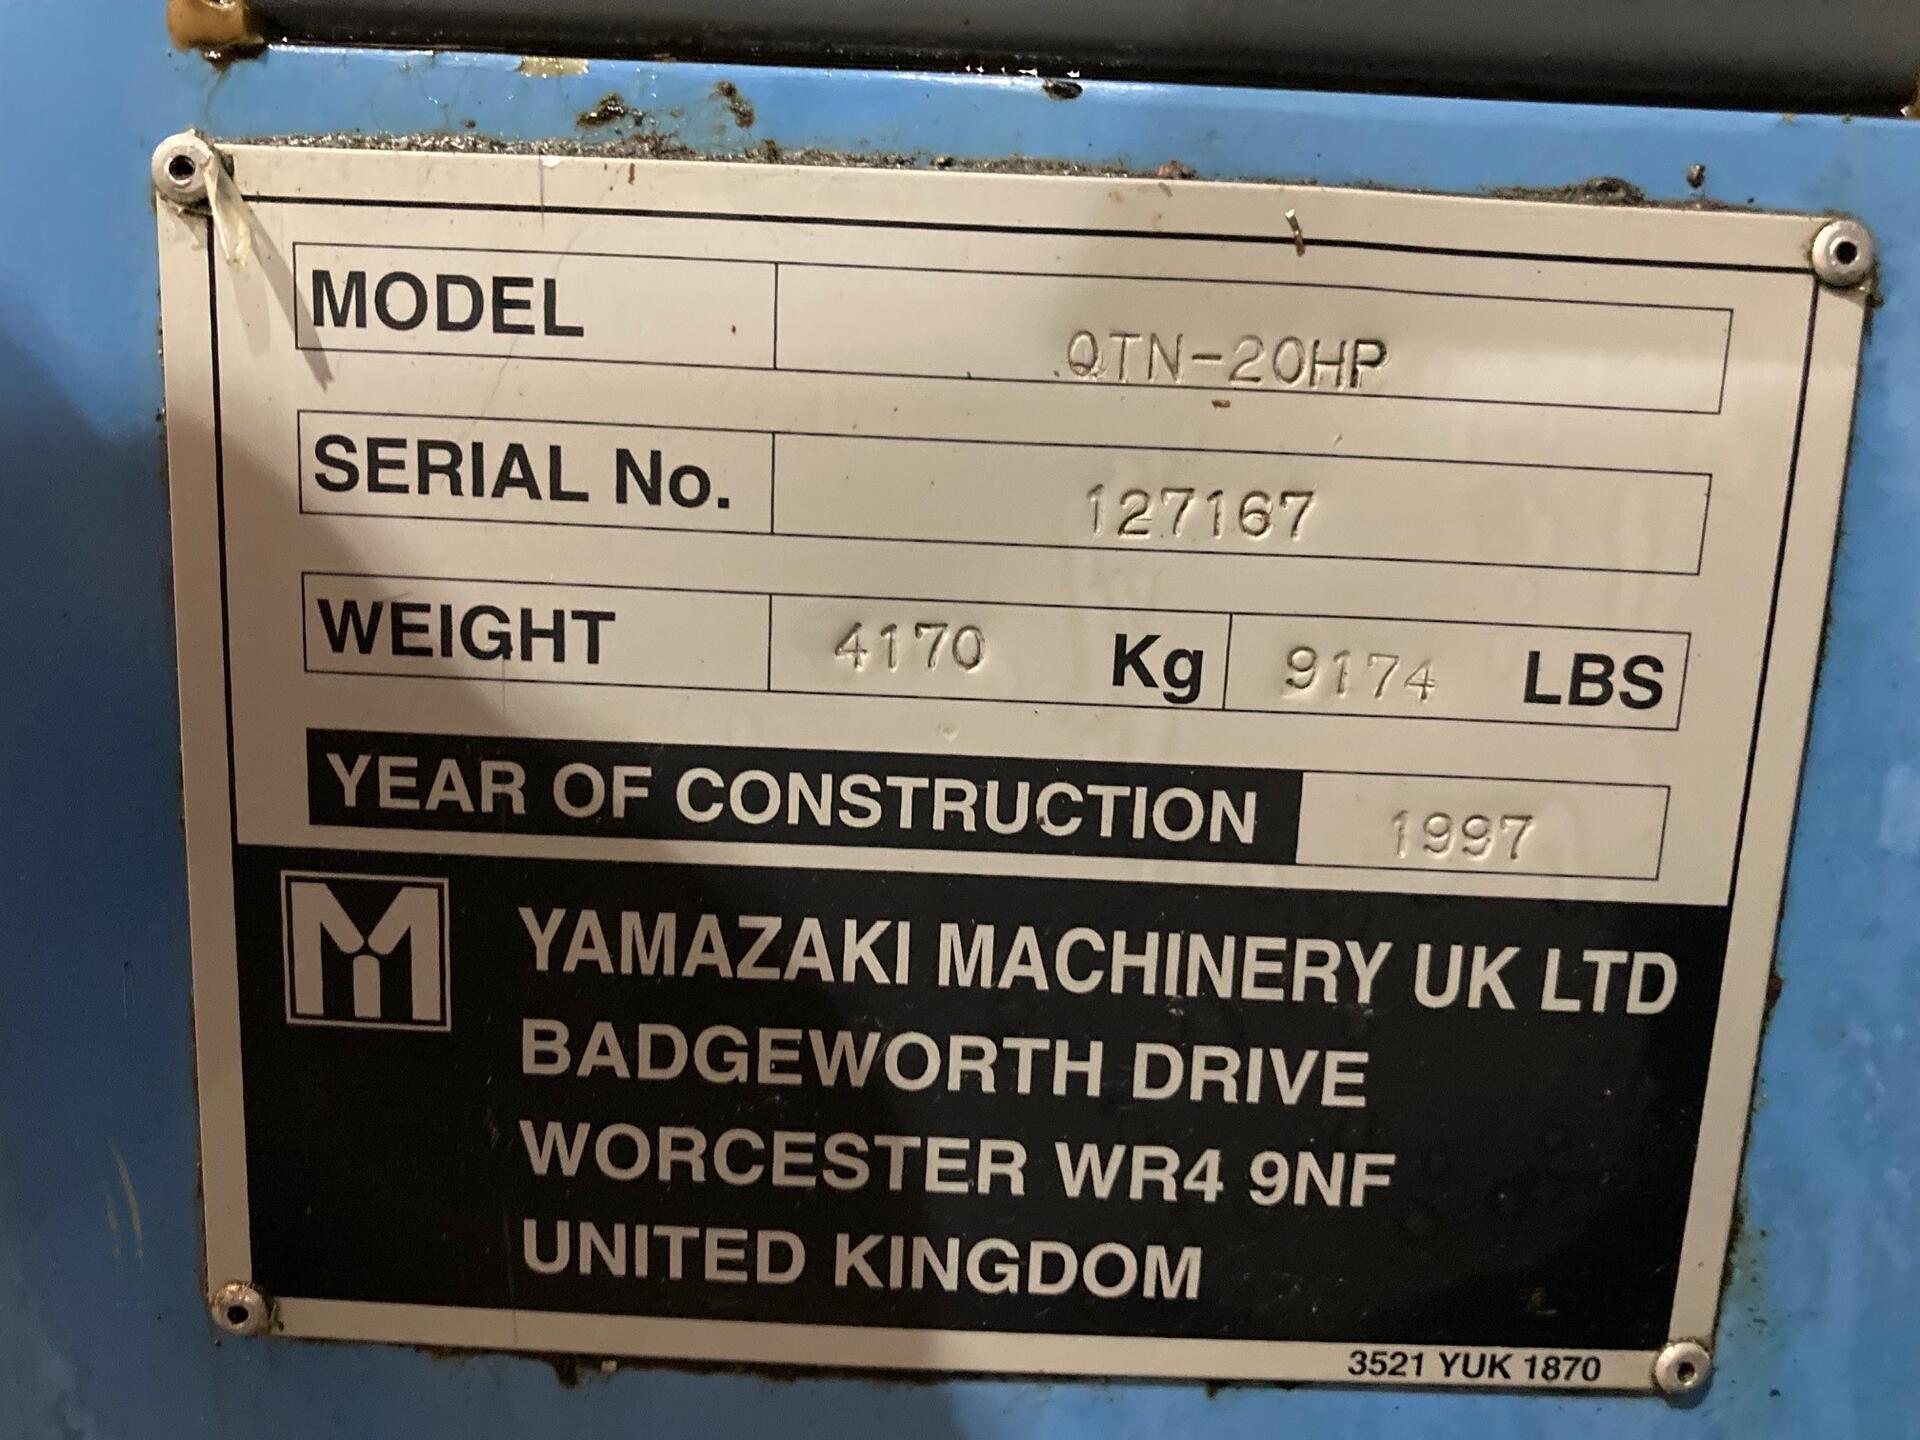 MODEL QTN-20HP
SERIAL No. 127167
WEIGHT 4170 Kg 9174 LBS
YEAR OF CONSTRUCTION 1997
YAMAZAKI MACHINERY UK LTD
BADGEWORTH DRIVE
WORCESTER WR4 9NF
UNITED KINGDOM
3521 YUK 1870